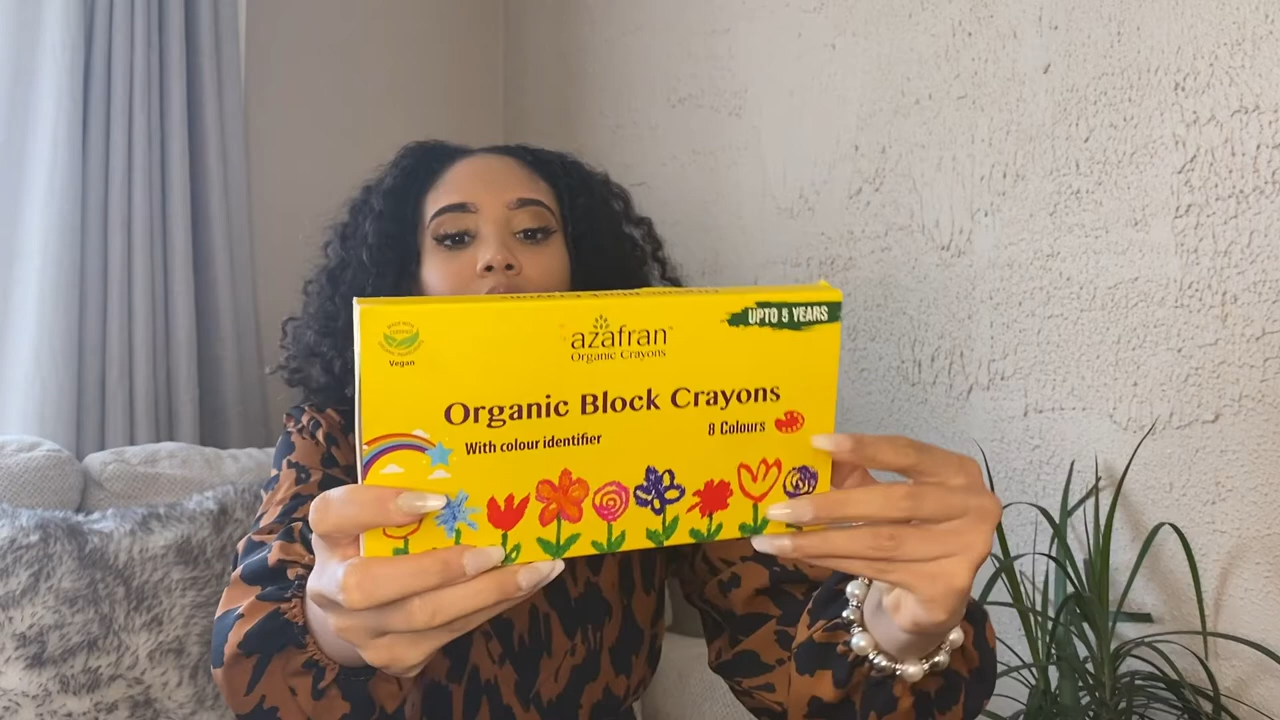 UPTO 5 YEARS
azafran
Organic Crayons
Vegan
Organic Block Crayons
With colour identifier
8 Colours